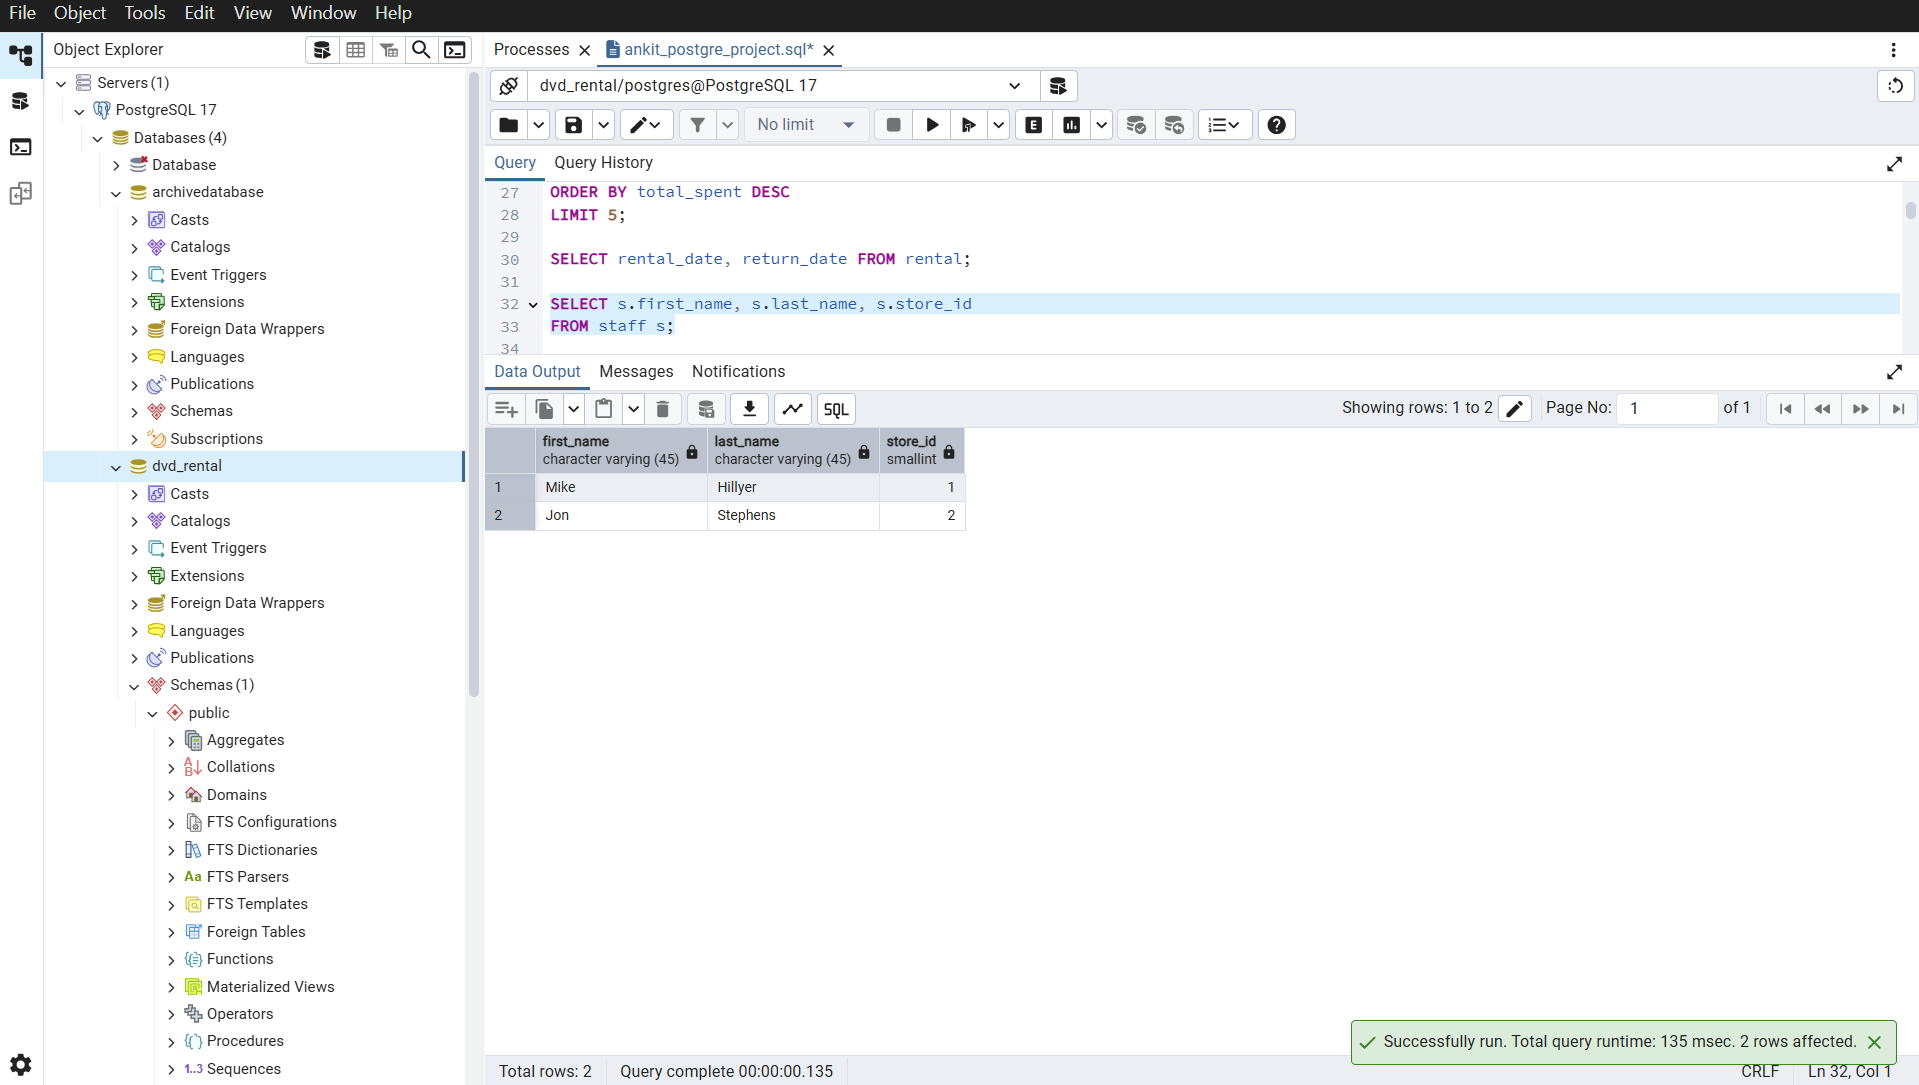 File Object Tools Edit View Window Help
Object Explorer
Servers (1)
PostgreSQL 17
Databases (4)
Database
archivedatabase
Casts
Catalogs
Event Triggers
Extensions
Foreign Data Wrappers
Languages
Publications
Schemas
Subscriptions
dvd_rental
Casts
Catalogs
Event Triggers
Extensions
Foreign Data Wrappers
Languages
Publications
Schemas (1)
public
Aggregates
Collations
Domains
FTS Configurations
FTS Dictionaries
Aa FTS Parsers
FTS Templates
Foreign Tables
Functions
Materialized Views
Operators
Procedures
1..3 Sequences
Processes ankit_postgre_project.sql*
dvd_rental/postgres@PostgreSQL 17
No limit E
Query Query History
27 ORDER BY total_spent DESC
28 LIMIT 5;
29
30 SELECT rental_date, return_date FROM rental;
31
32 SELECT s.first_name, s.last_name, s.store_id
33 FROM staff s;
34
Data Output Messages Notifications
SQL Showing rows: 1 to 2 Page No: 1 of 1
first_name last_name store_id
character varying (45) character varying (45) smallint
1 Mike Hillyer 1
2 Jon Stephens 2
Successfully run. Total query runtime: 135 msec. 2 rows affected.
Total rows: 2 Query complete 00:00:00.135 CRLF Ln 32, Col 1